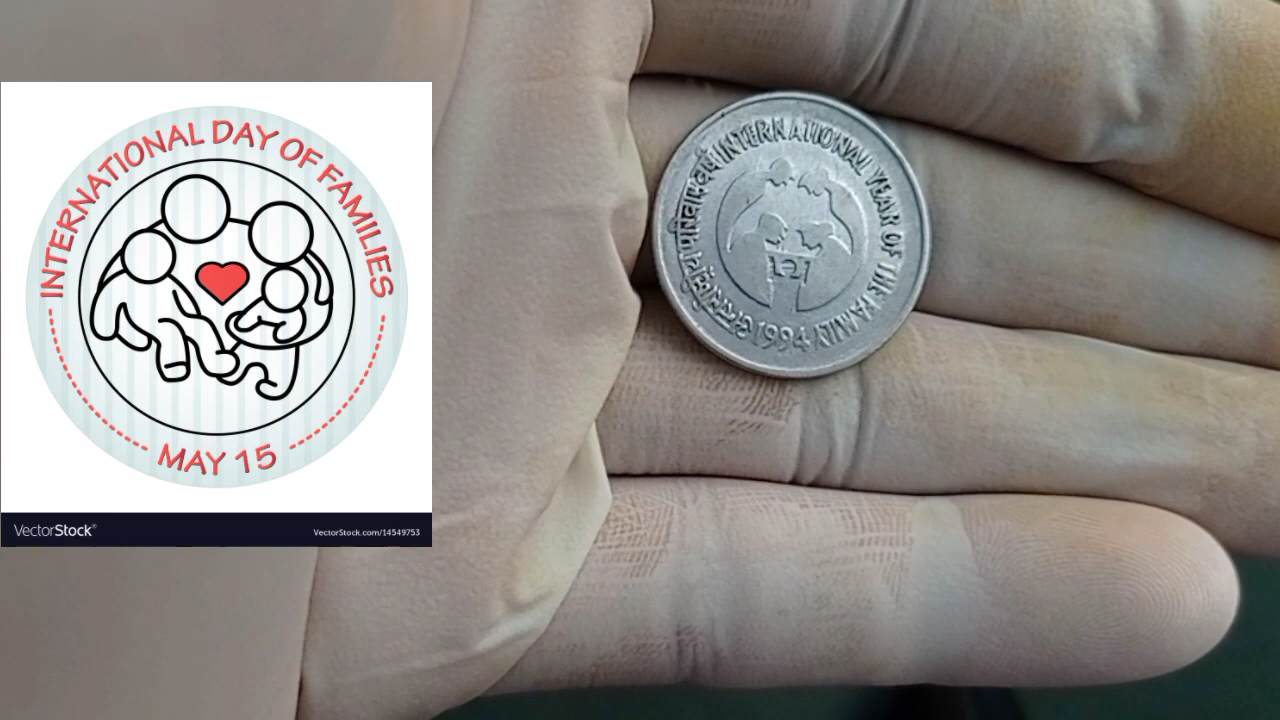 INTERNATIONAL DAY OF FAMILIES
MAY 15
VectorStock®
VectorStock.com/14549753
INTERNATIONAL YEAR OF THE FAMILY
1994